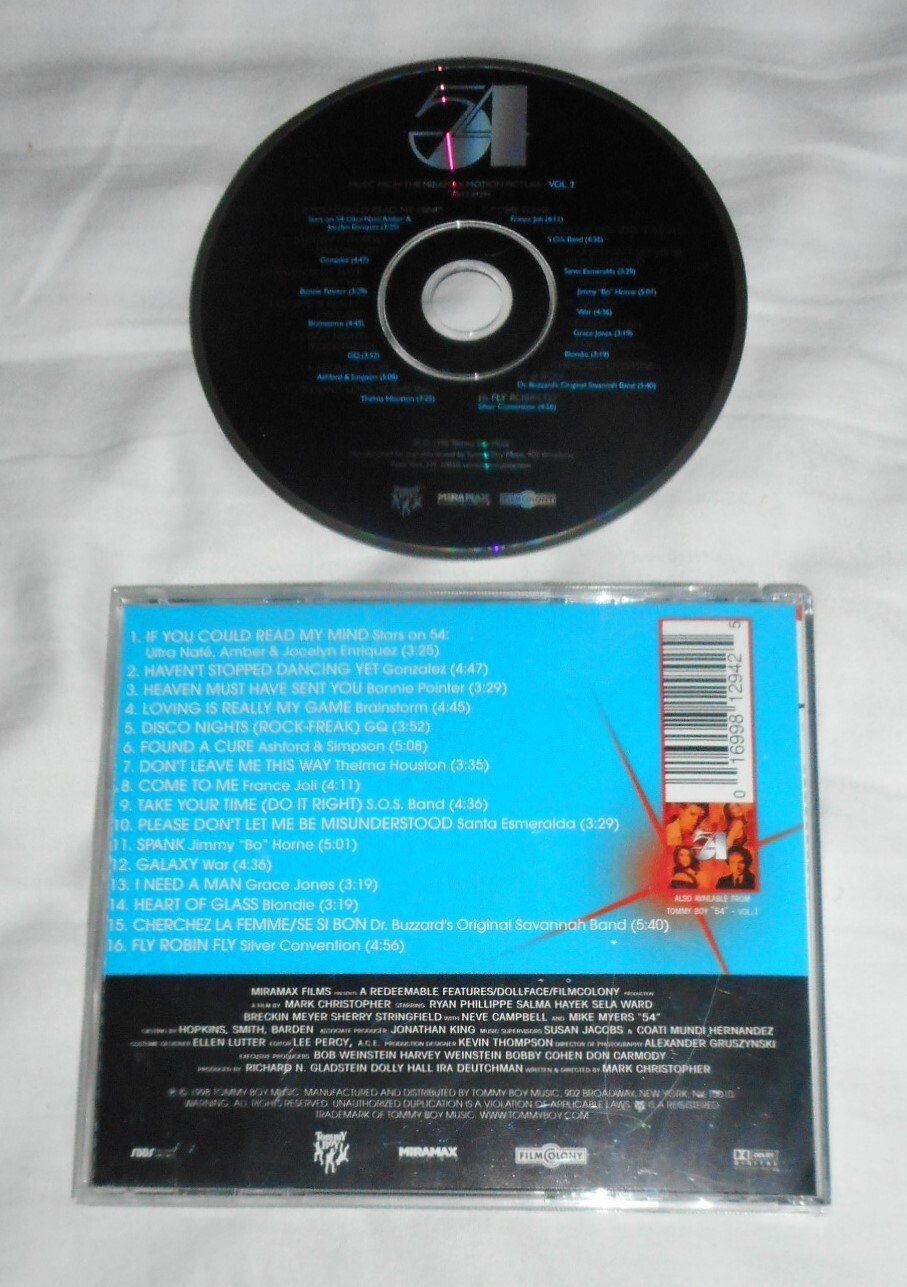 54
MUSIC FROM THE MIRAMAX MOTION PICTURE VOL. 2
Stars on 54: Ultra Naté, Amber &
Jocelyn Enriquez (3:25)
Gonzalez (4:47)
Bonnie Pointer (3:29)
Brainstorm (4:45)
GQ (3:52)
Ashford & Simpson (5:08)
Thelma Houston (3:35)
France Joli (4:11)
S.O.S. Band (4:36)
Santa Esmeralda (3:29)
Jimmy "Bo" Horne (5:01)
War (4:36)
Grace Jones (3:19)
Blondie (3:19)
Dr. Buzzard's Original Savannah Band (5:40)
16. FLY ROBIN FLY
Silver Convention (4:56)
Tommy Boy
MIRAMAX
FILMCOLONY
1. IF YOU COULD READ MY MIND Stars on 54:
Ultra Naté, Amber & Jocelyn Enriquez (3:25)
2. HAVEN'T STOPPED DANCING YET Gonzalez (4:47)
3. HEAVEN MUST HAVE SENT YOU Bonnie Pointer (3:29)
4. LOVING IS REALLY MY GAME Brainstorm (4:45)
5. DISCO NIGHTS (ROCK-FREAK) GQ (3:52)
6. FOUND A CURE Ashford & Simpson (5:08)
7. DON'T LEAVE ME THIS WAY Thelma Houston (3:35)
8. COME TO ME France Joli (4:11)
9. TAKE YOUR TIME (DO IT RIGHT) S.O.S. Band (4:36)
10. PLEASE DON'T LET ME BE MISUNDERSTOOD Santa Esmeralda (3:29)
11. SPANK Jimmy "Bo" Horne (5:01)
12. GALAXY War (4:36)
13. I NEED A MAN Grace Jones (3:19)
14. HEART OF GLASS Blondie (3:19)
15. CHERCHEZ LA FEMME/SE SI BON Dr. Buzzard's Original Savannah Band (5:40)
16. FLY ROBIN FLY Silver Convention (4:56)
0 16998 12942 5
54
ALSO AVAILABLE FROM
TOMMY BOY "54" - VOL.1
MIRAMAX FILMS PRESENTS A REDEEMABLE FEATURES/DOLLFACE/FILMCOLONY PRODUCTION
A FILM BY MARK CHRISTOPHER STARRING RYAN PHILLIPPE SALMA HAYEK SELA WARD
BRECKIN MEYER SHERRY STRINGFIELD WITH NEVE CAMPBELL AND MIKE MYERS "54"
CASTING BY HOPKINS, SMITH, BARDEN ASSOCIATE PRODUCER JONATHAN KING MUSIC SUPERVISORS SUSAN JACOBS & COATI MUNDI HERNANDEZ
COSTUME DESIGNER ELLEN LUTTER EDITOR LEE PERCY, A.C.E. PRODUCTION DESIGNER KEVIN THOMPSON DIRECTOR OF PHOTOGRAPHY ALEXANDER GRUSZYNSKI
EXECUTIVE PRODUCERS BOB WEINSTEIN HARVEY WEINSTEIN BOBBY COHEN DON CARMODY
PRODUCED BY RICHARD N. GLADSTEIN DOLLY HALL IRA DEUTCHMAN WRITTEN & DIRECTED BY MARK CHRISTOPHER
℗ © 1998 TOMMY BOY MUSIC. MANUFACTURED AND DISTRIBUTED BY TOMMY BOY MUSIC, 902 BROADWAY, NEW YORK, NY, 10010
WARNING: ALL RIGHTS RESERVED. UNAUTHORIZED DUPLICATION IS A VIOLATION OF APPLICABLE LAWS. IS A REGISTERED
TRADEMARK OF TOMMY BOY MUSIC. WWW.TOMMYBOY.COM
SDDS
Tommy Boy
MIRAMAX
FILMCOLONY
DOLBY
DIGITAL